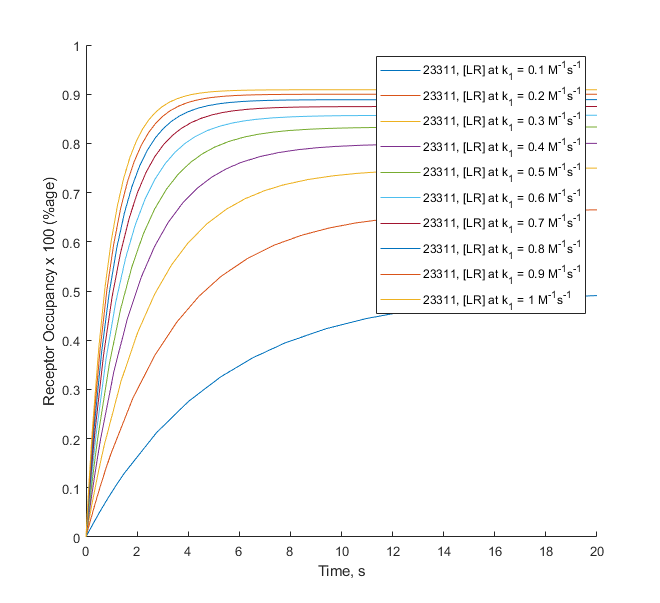 1
0.9
0.8
0.7
0.6
0.5
0.4
0.3
0.2
0.1
0
Receptor Occupancy x 100 (%age)
23311, [LR] at k₁ = 0.1 M⁻¹s⁻¹
23311, [LR] at k₁ = 0.2 M⁻¹s⁻¹
23311, [LR] at k₁ = 0.3 M⁻¹s⁻¹
23311, [LR] at k₁ = 0.4 M⁻¹s⁻¹
23311, [LR] at k₁ = 0.5 M⁻¹s⁻¹
23311, [LR] at k₁ = 0.6 M⁻¹s⁻¹
23311, [LR] at k₁ = 0.7 M⁻¹s⁻¹
23311, [LR] at k₁ = 0.8 M⁻¹s⁻¹
23311, [LR] at k₁ = 0.9 M⁻¹s⁻¹
23311, [LR] at k₁ = 1 M⁻¹s⁻¹
0 2 4 6 8 10 12 14 16 18 20
Time, s